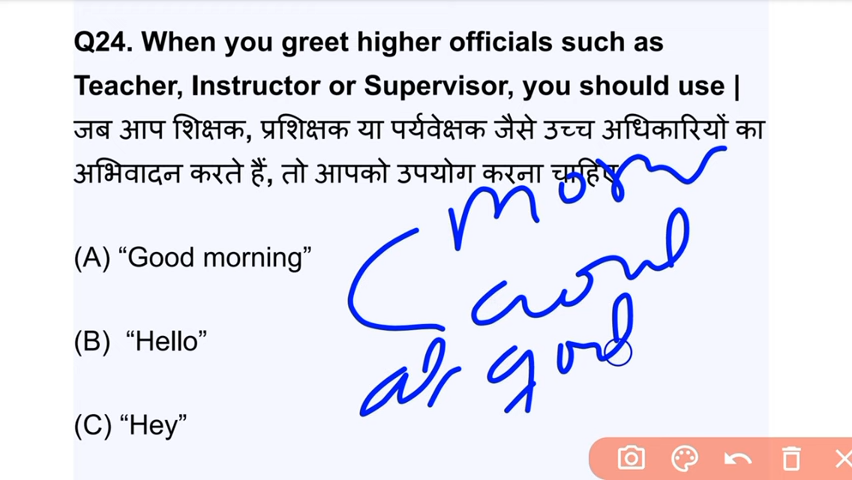 Q24. When you greet higher officials such as
Teacher, Instructor or Supervisor, you should use |
जब आप शिक्षक, प्रशिक्षक या पर्यवेक्षक जैसे उच्च अधिकारियों का
अभिवादन करते हैं, तो आपको उपयोग करना चाहिए
(A) “Good morning”
(B) “Hello”
(C) “Hey”